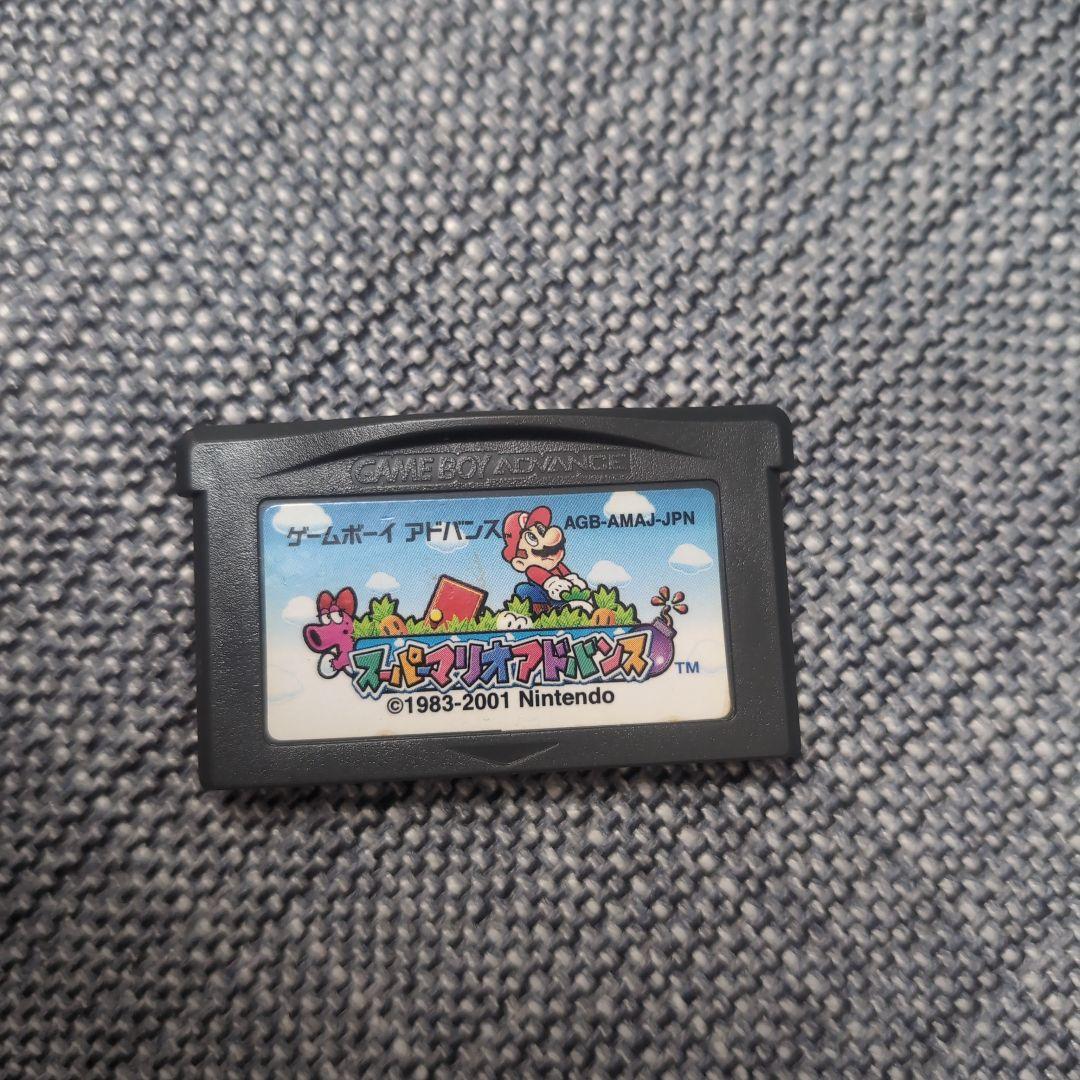 GAME BOY ADVANCE
ゲームボーイ アドバンス
AGB-AMAJ-JPN
スーパーマリオアドバンス
TM
©1983-2001 Nintendo